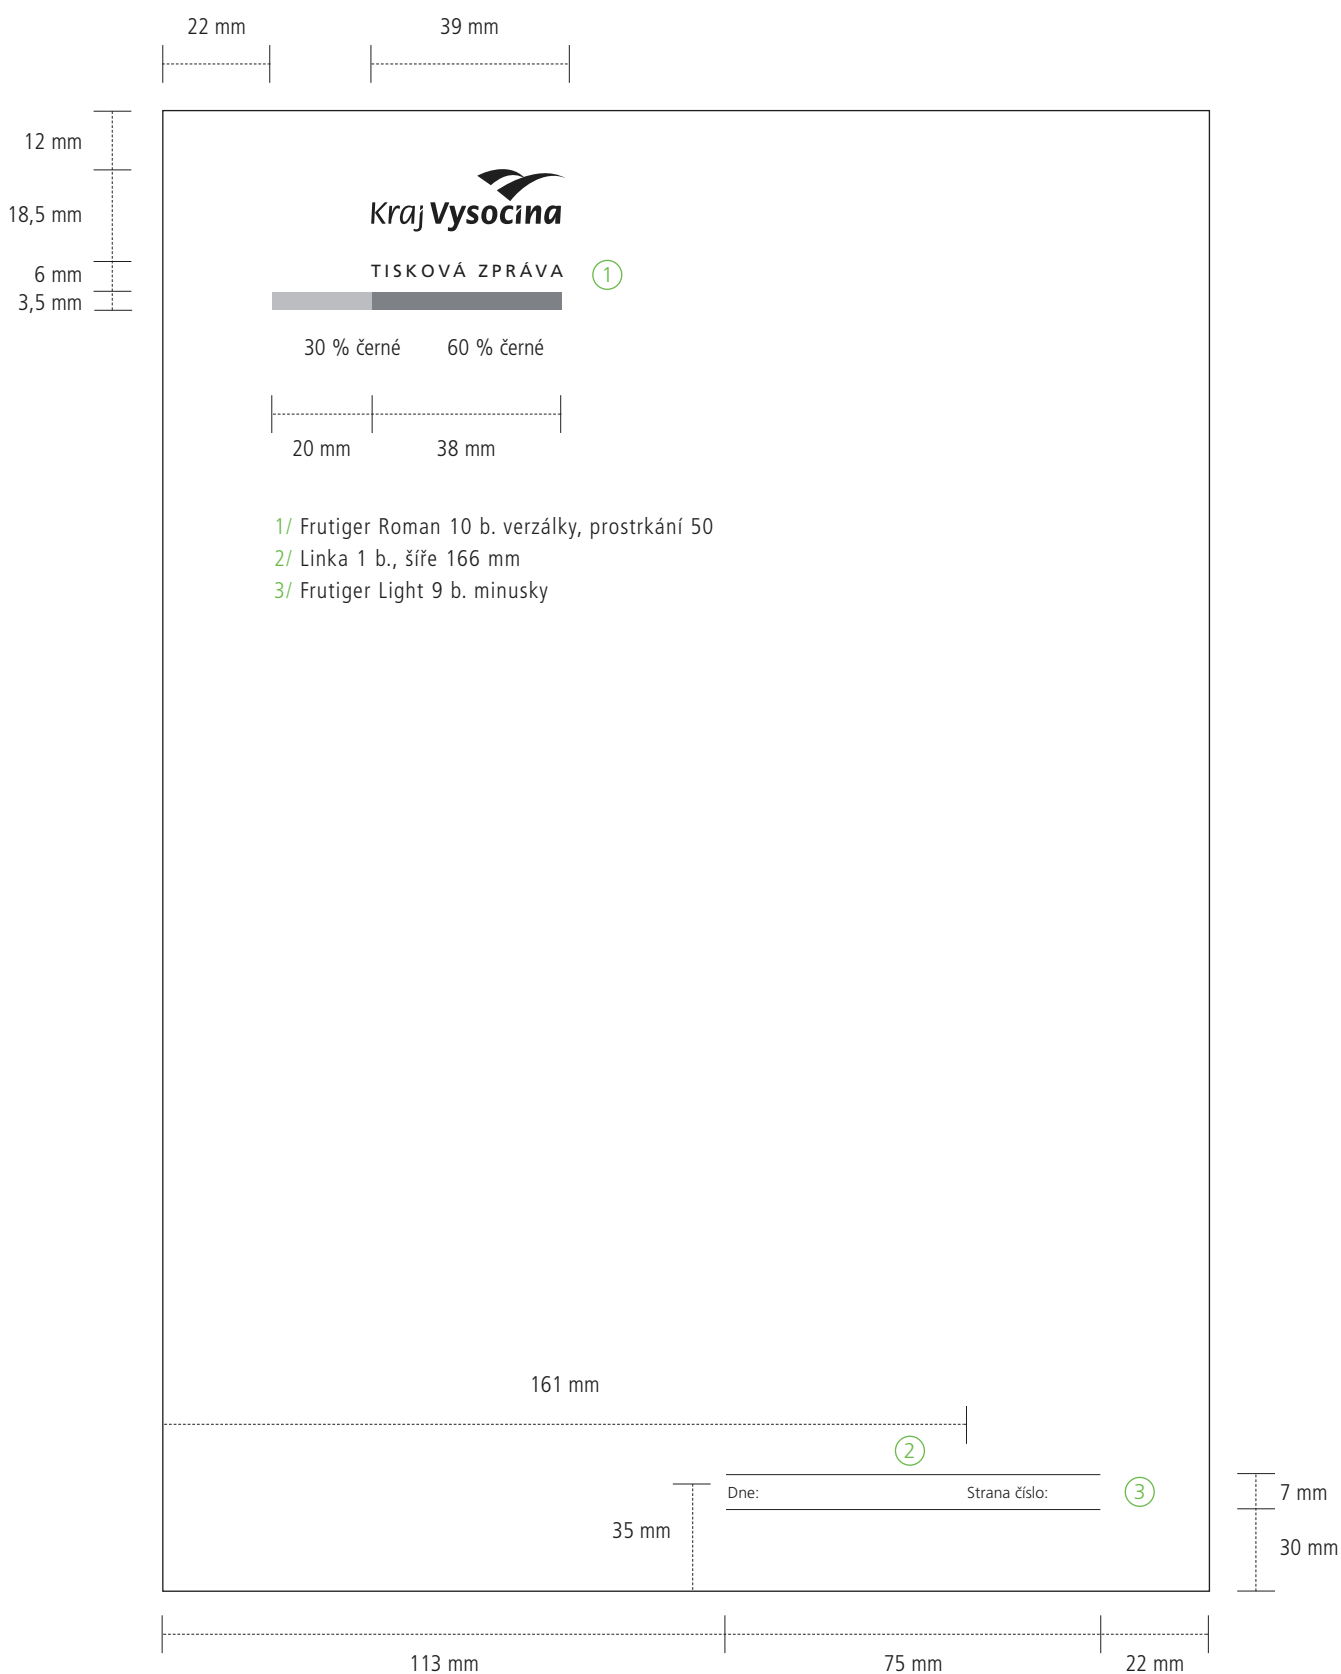 22 mm 39 mm
12 mm
18,5 mm
Kraj Vysočina
6 mm
TISKOVÁ ZPRÁVA 1
3,5 mm
30 % černé 60 % černé
20 mm 38 mm
1/ Frutiger Roman 10 b. verzálky, prostrkání 50
2/ Linka 1 b., šíře 166 mm
3/ Frutiger Light 9 b. minusky
161 mm
2
Dne: Strana číslo: 3 7 mm
35 mm
30 mm
113 mm 75 mm 22 mm